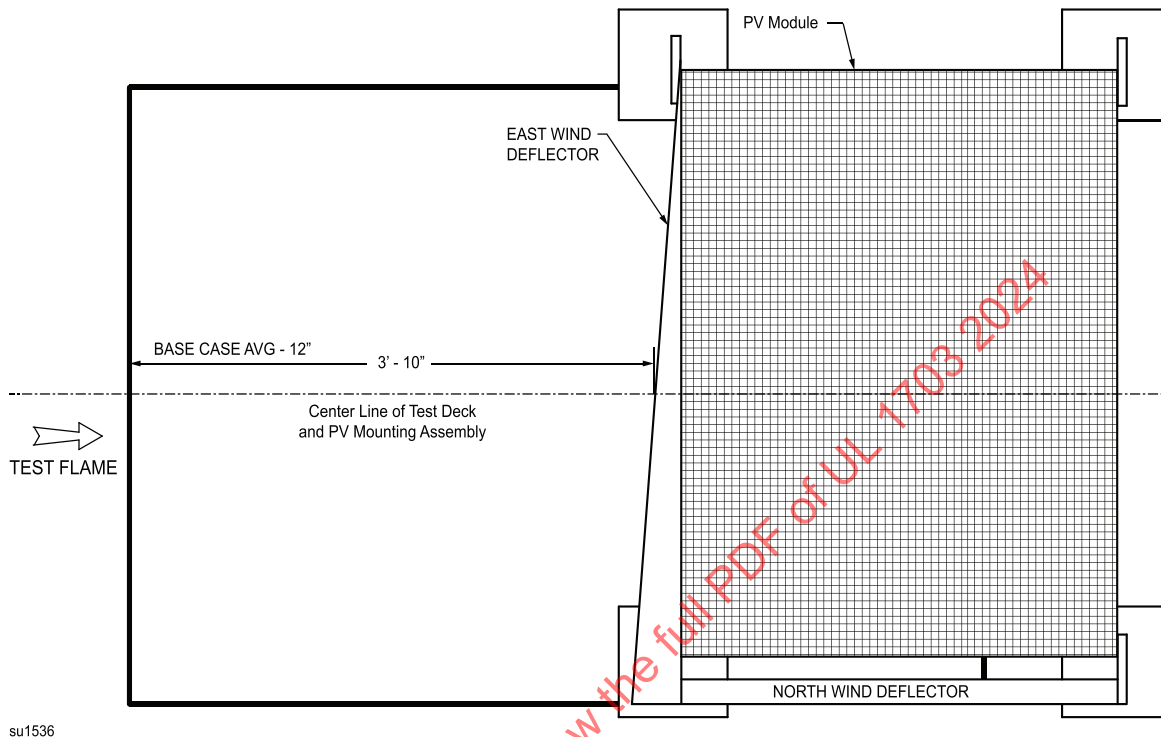 PV Module
EAST WIND
DEFLECTOR
BASE CASE AVG - 12”
3’ - 10”
Center Line of Test Deck
and PV Mounting Assembly
TEST FLAME
NORTH WIND DEFLECTOR
w the full PDF of UL 1703 2024
su1536